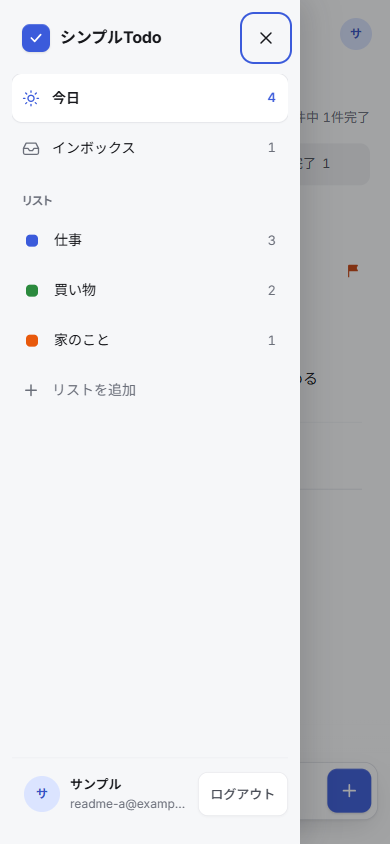 シンプルTodo
サ
今日 4
件中 1件完了
インボックス 1
完了 1
リスト
仕事 3
買い物 2
家のこと 1
める
リストを追加
サ サンプル
readme-a@examp...
ログアウト